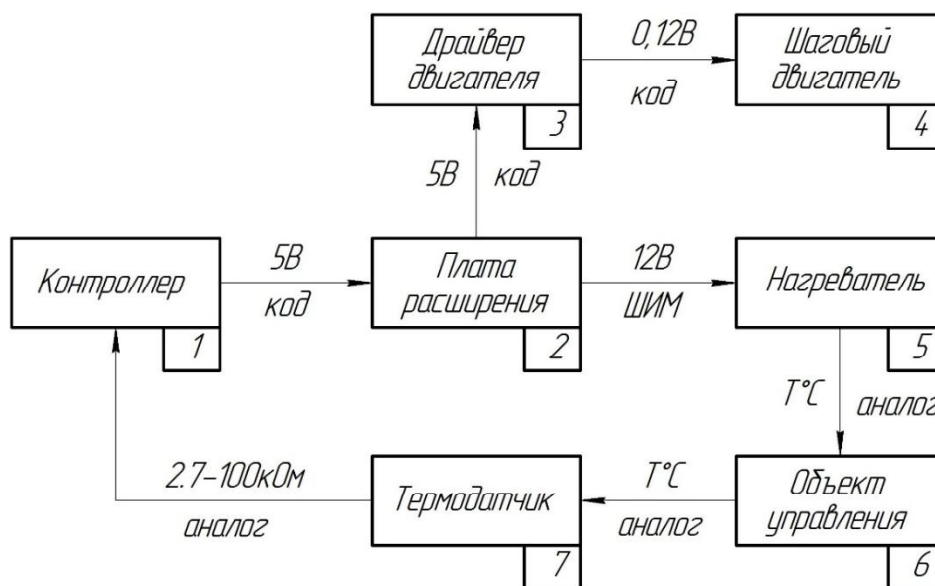 Драйвер
двигателя
3
0,12В
код
Шаговый
двигатель
4
5В код
Контроллер
1
5В
код
Плата
расширения
2
12В
ШИМ
Нагреватель
5
Т°С аналог
2.7-100кОм
аналог
Термодатчик
7
Т°С
аналог
Объект
управления
6